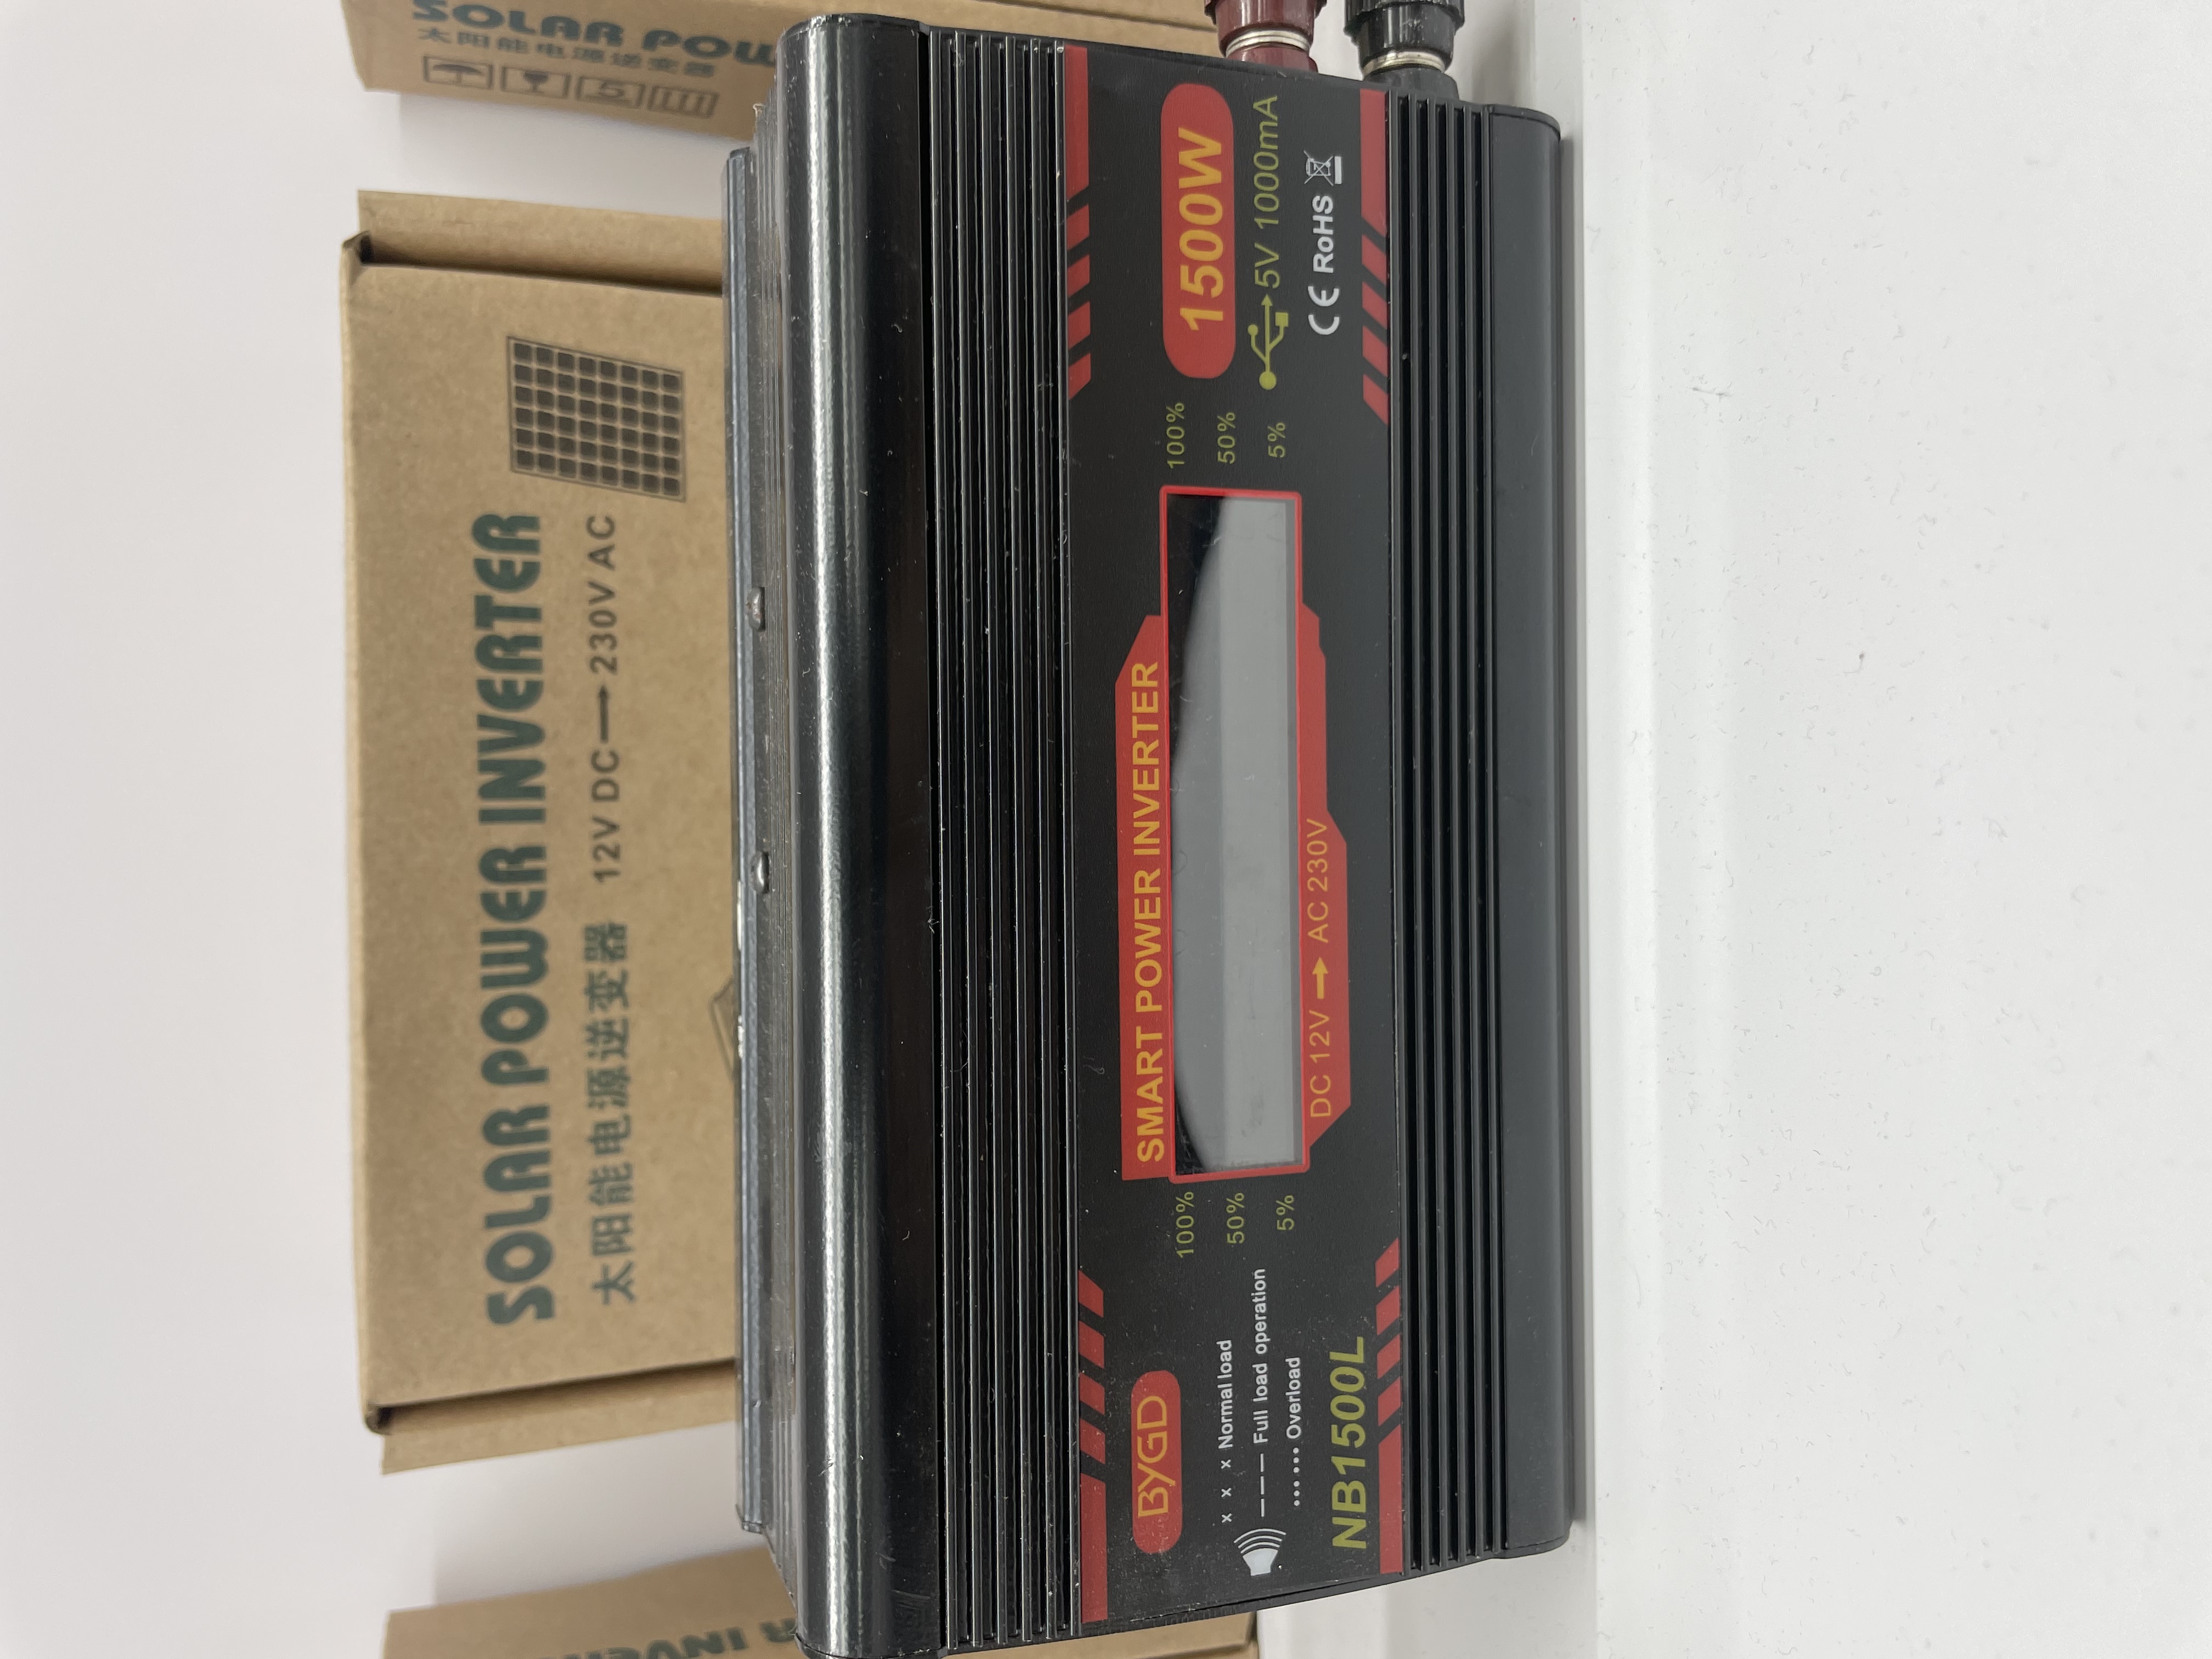 SOLAR POW
太阳能电源逆变器
SOLAR POWER INVERTER
太阳能电源逆变器 12V DC→230V AC
BYGD
x x x Normal load
— — — Full load operation
•••••• Overload
NB1500L
SMART POWER INVERTER
100%
50%
5%
100%
50%
5%
DC 12V → AC 230V
1500W
5V 1000mA
CE RoHS
R INVER